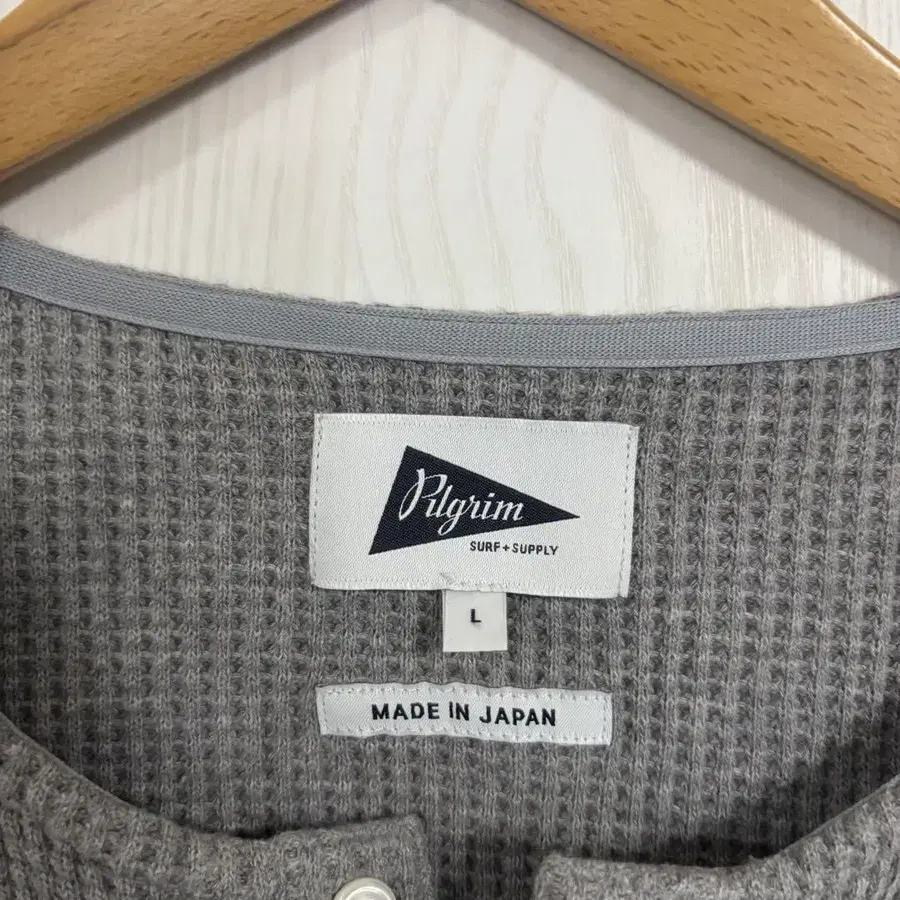 Pilgrim
SURF + SUPPLY
L
MADE IN JAPAN